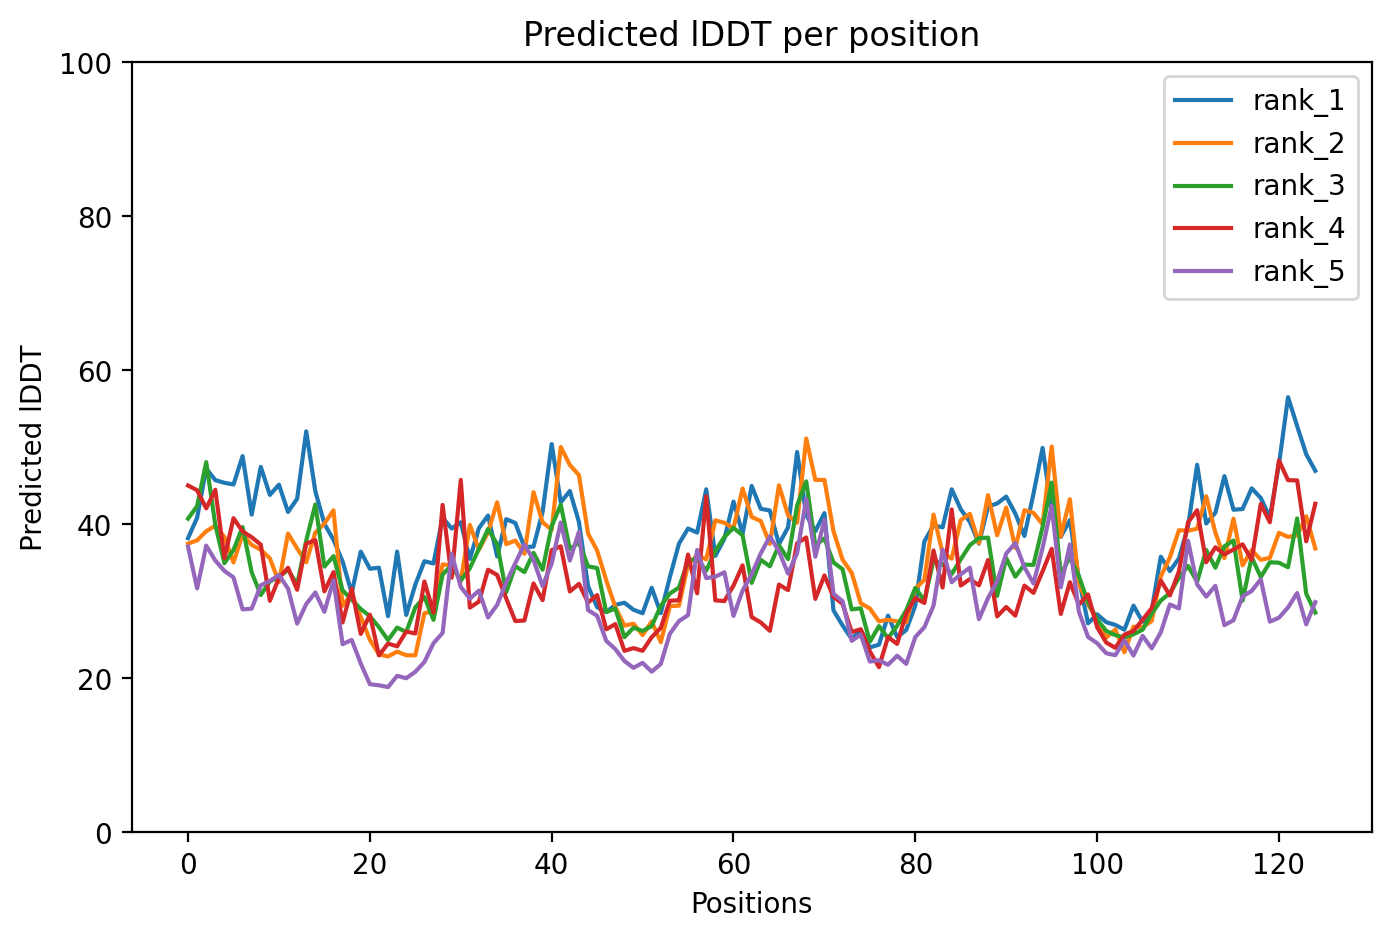 Predicted lDDT per position
100
80
60
40
20
0
Predicted lDDT
rank_1
rank_2
rank_3
rank_4
rank_5
0 20 40 60 80 100 120
Positions